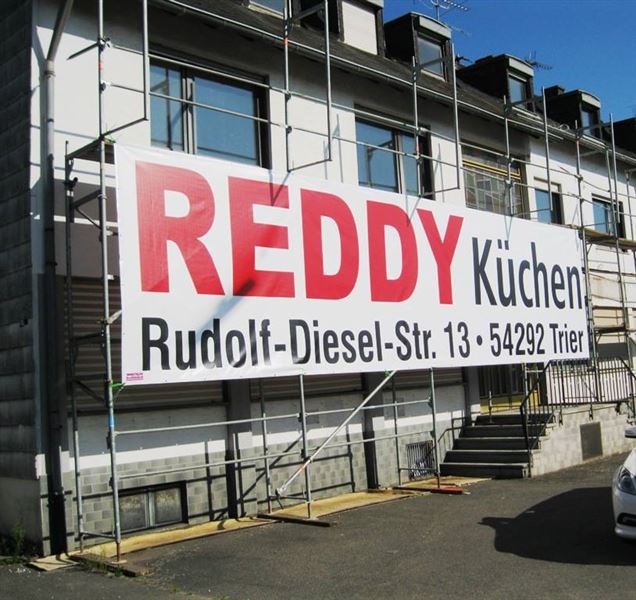 REDDY Küchen
Rudolf-Diesel-Str. 13 • 54292 Trier